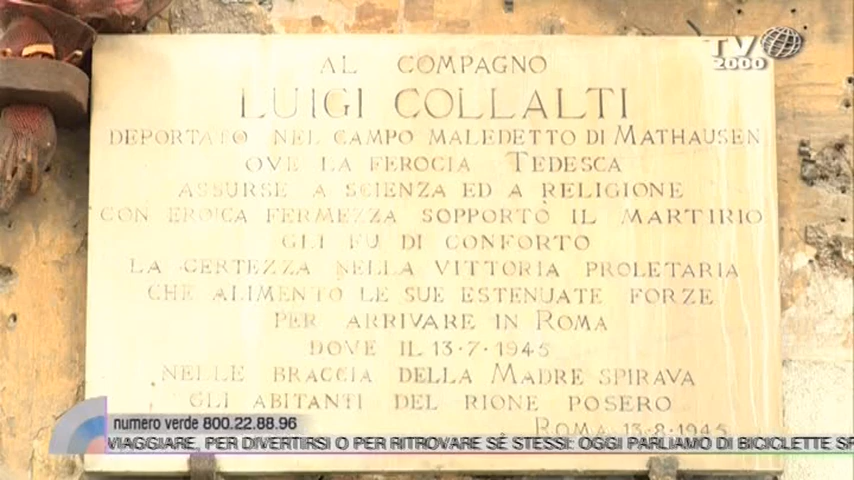 TV
2000
AL COMPAGNO
LUIGI COLLALTI
DEPORTATO NEL CAMPO MALEDETTO DI MATHAUSEN
OVE LA FEROCIA TEDESCA
ASSURSE A SCIENZA ED A RELIGIONE
CON EROICA FERMEZZA SOPPORTÒ IL MARTIRIO
GLI FU DI CONFORTO
LA CERTEZZA NELLA VITTORIA PROLETARIA
CHE ALIMENTO LE SUE ESTENUATE FORZE
PER ARRIVARE IN ROMA
DOVE IL 13·7·1945
NELLE BRACCIA DELLA MADRE SPIRAVA
GLI ABITANTI DEL RIONE POSERO
ROMA 13·8·1945
numero verde 800.22.88.96
VIAGGIARE, PER DIVERTIRSI O PER RITROVARE SÈ STESSI: OGGI PARLIAMO DI BICICLETTE